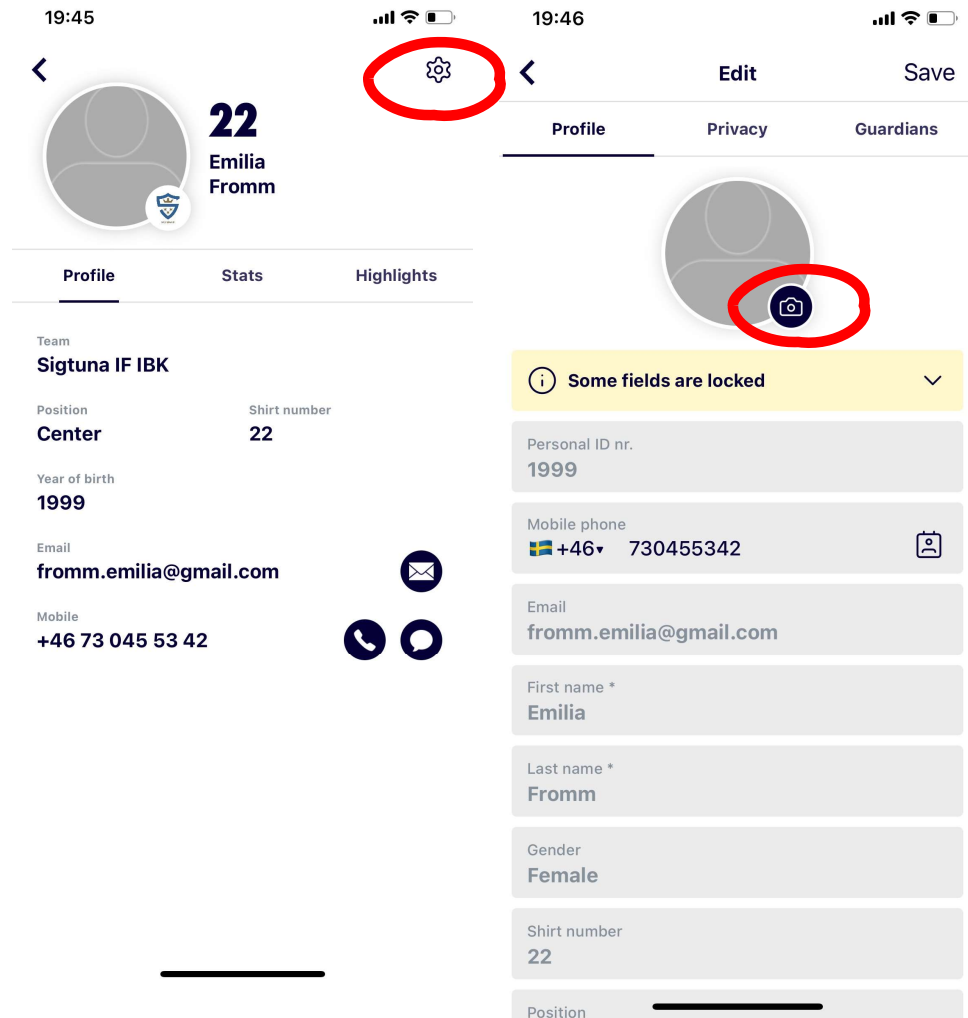 19:45
22
Emilia
Fromm
Profile Stats Highlights
Team
Sigtuna IF IBK
Position Shirt number
Center 22
Year of birth
1999
Email
fromm.emilia@gmail.com
Mobile
+46 73 045 53 42
19:46
Edit Save
Profile Privacy Guardians
Some fields are locked
Personal ID nr.
1999
Mobile phone
+46 730455342
Email
fromm.emilia@gmail.com
First name *
Emilia
Last name *
Fromm
Gender
Female
Shirt number
22
Position